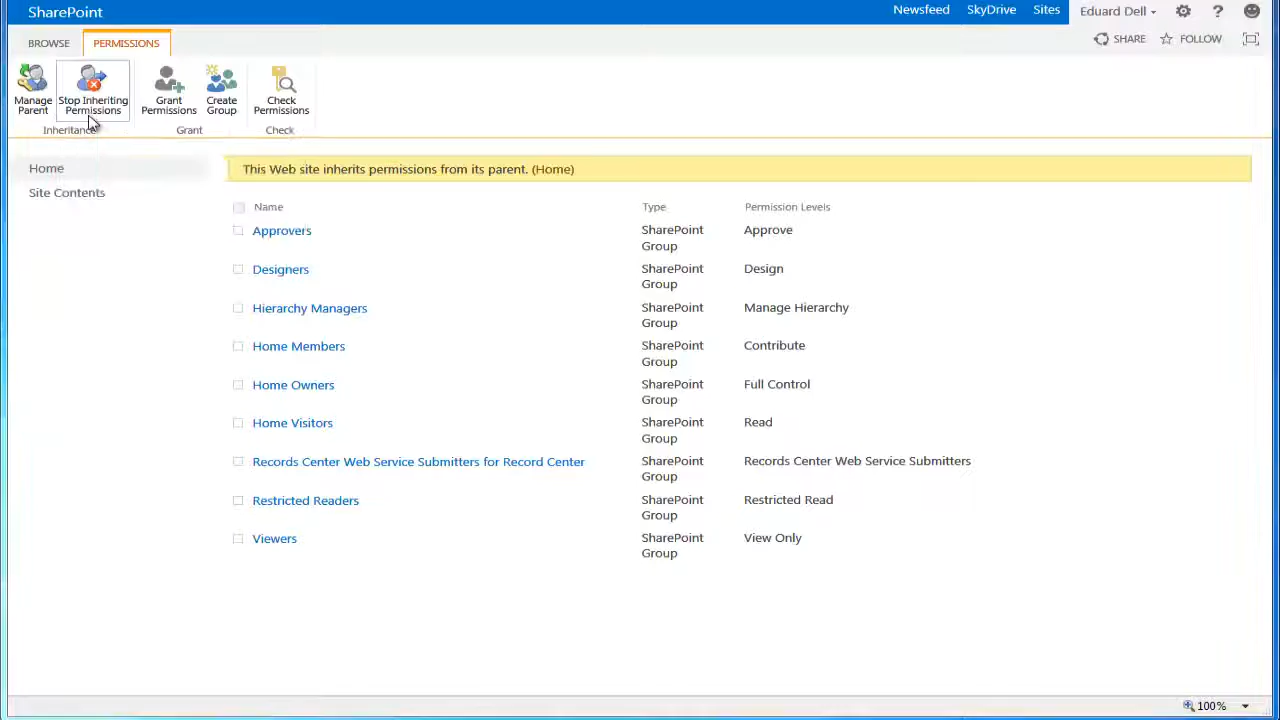 SharePoint
Newsfeed SkyDrive Sites Eduard Dell ?
BROWSE PERMISSIONS SHARE FOLLOW
Manage Parent
Stop Inheriting Permissions
Grant Permissions
Create Group
Check Permissions
Inheritance Grant Check
Home
Site Contents
This Web site inherits permissions from its parent. (Home)
Name Type Permission Levels
Approvers SharePoint Group Approve
Designers SharePoint Group Design
Hierarchy Managers SharePoint Group Manage Hierarchy
Home Members SharePoint Group Contribute
Home Owners SharePoint Group Full Control
Home Visitors SharePoint Group Read
Records Center Web Service Submitters for Record Center SharePoint Group Records Center Web Service Submitters
Restricted Readers SharePoint Group Restricted Read
Viewers SharePoint Group View Only
100%